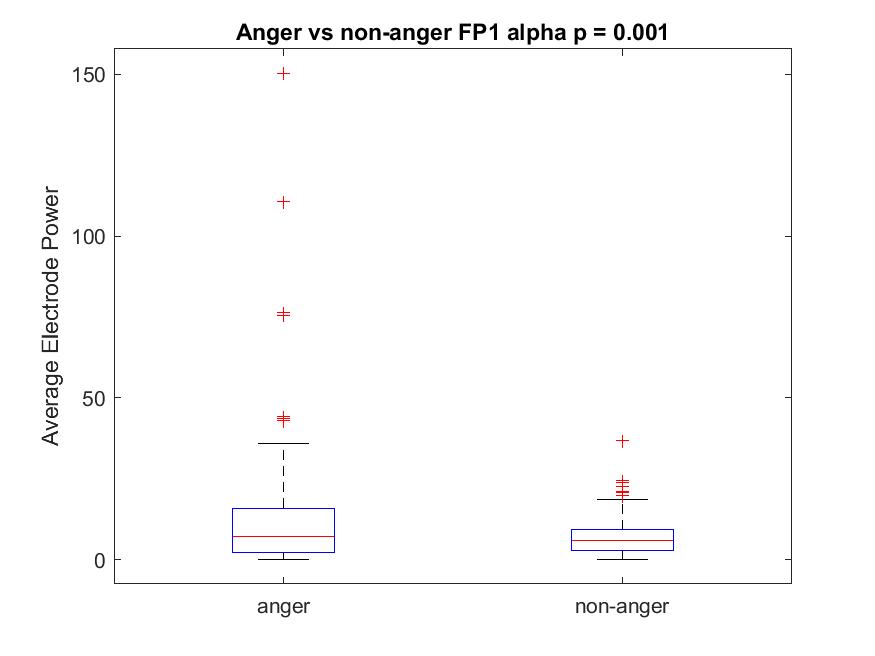 Anger vs non-anger FP1 alpha p = 0.001
Average Electrode Power
150
100
50
0
anger non-anger